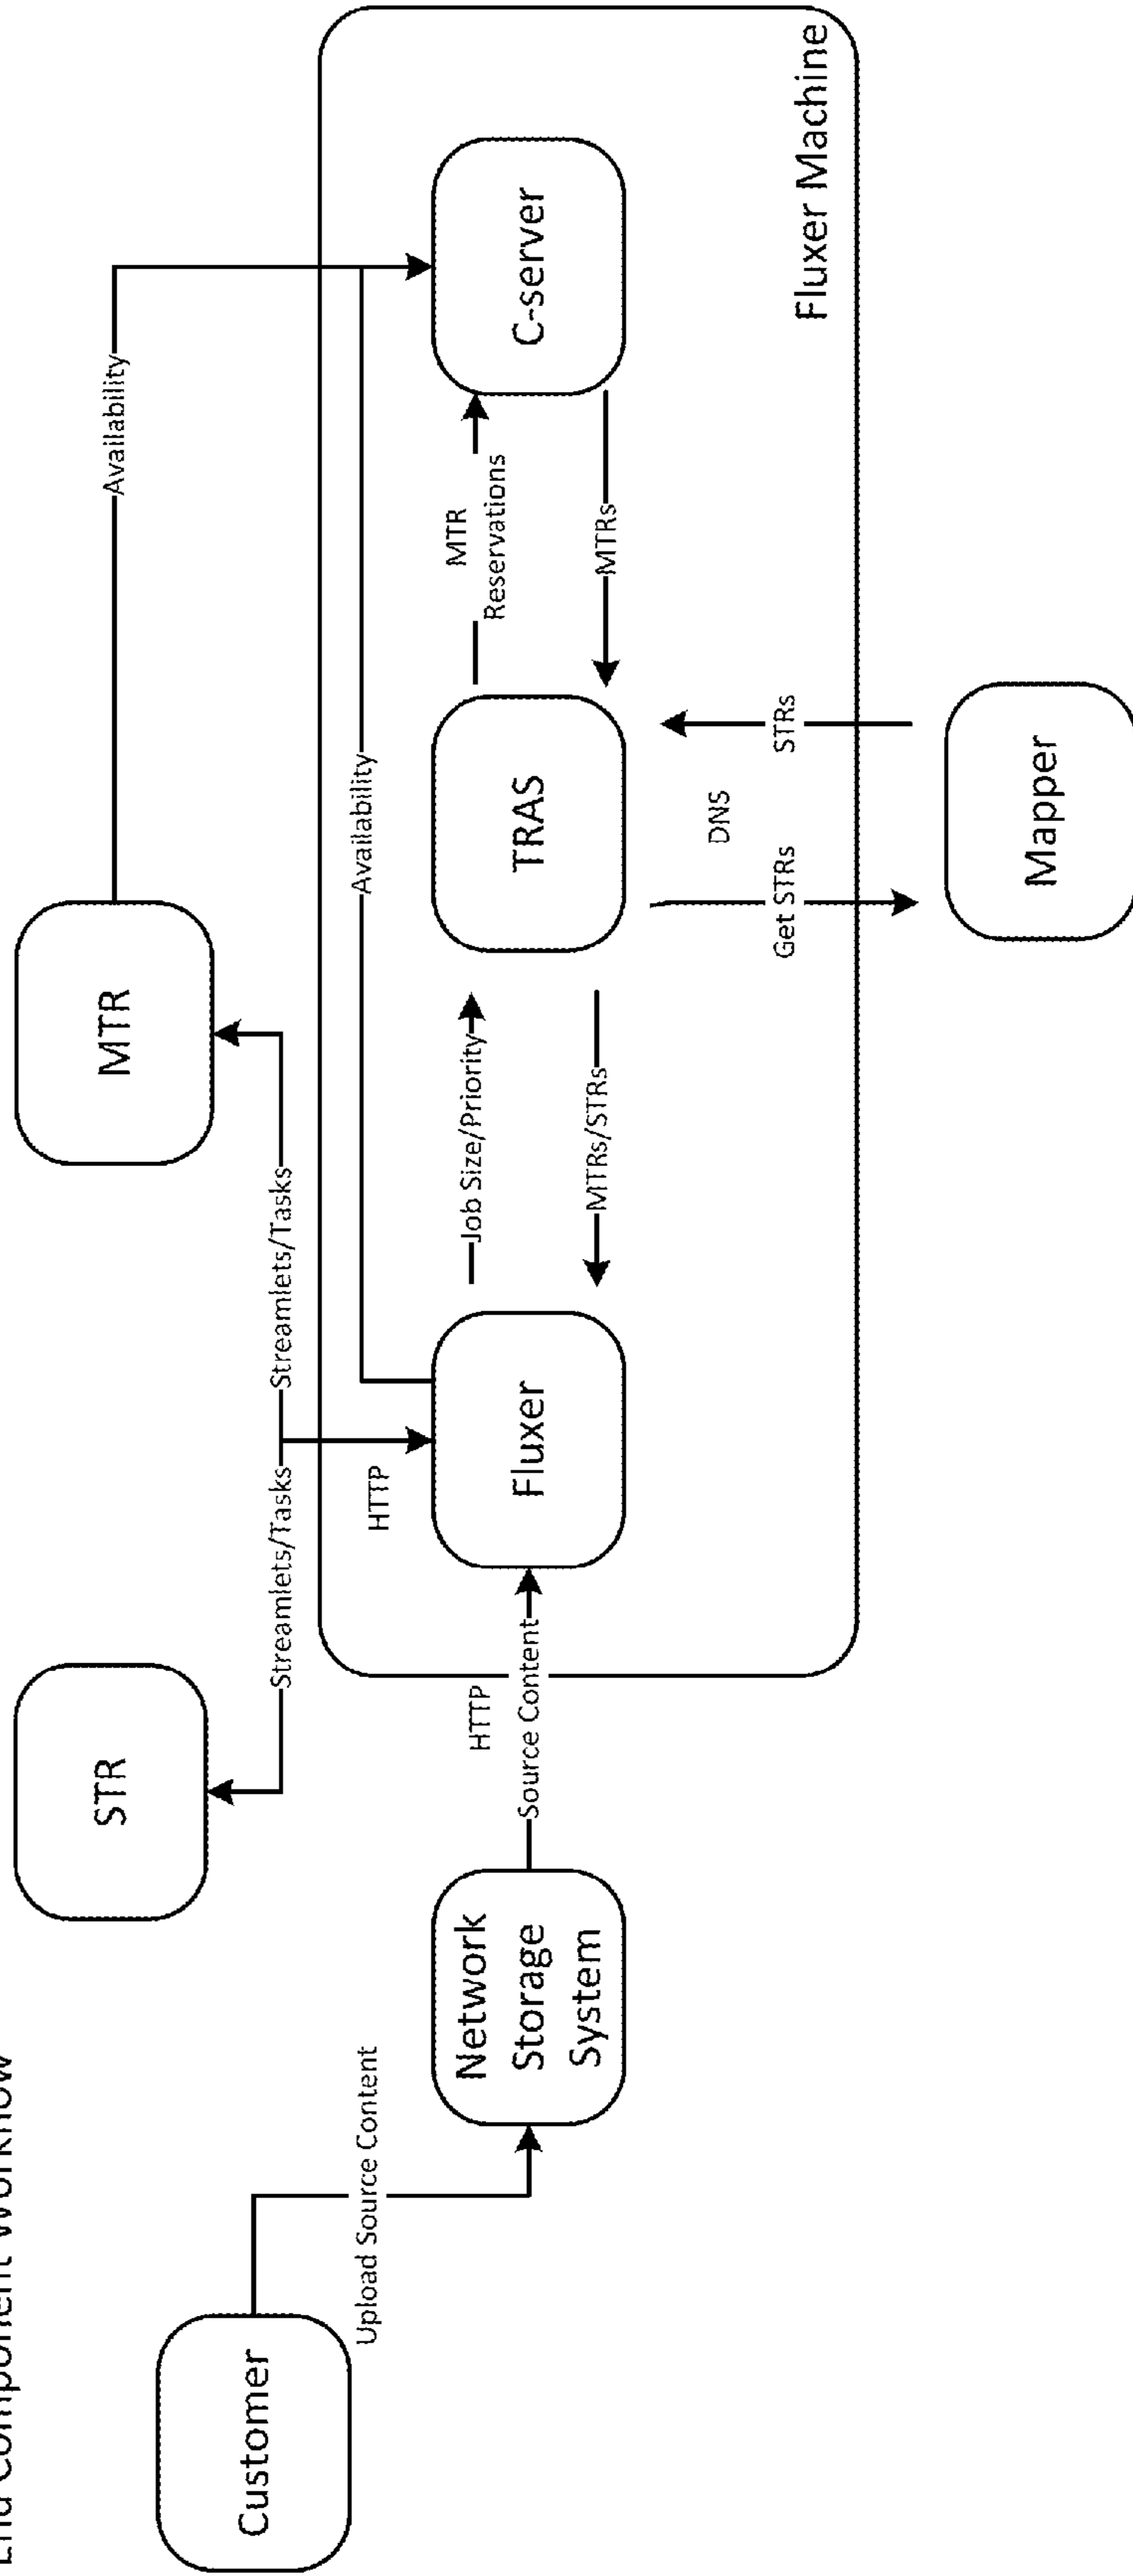 End Component Workflow
STR
MTR
Availability
Streamlets/Tasks
Streamlets/Tasks
Customer
Upload Source Content
Network
Storage
System
HTTP
Source Content
HTTP
Availability
Fluxer
Job Size/Priority
MTRs/STRs
TRAS
MTR
Reservations
MTRs
C-server
Get STRs
DNS
STRs
Fluxer Machine
Mapper